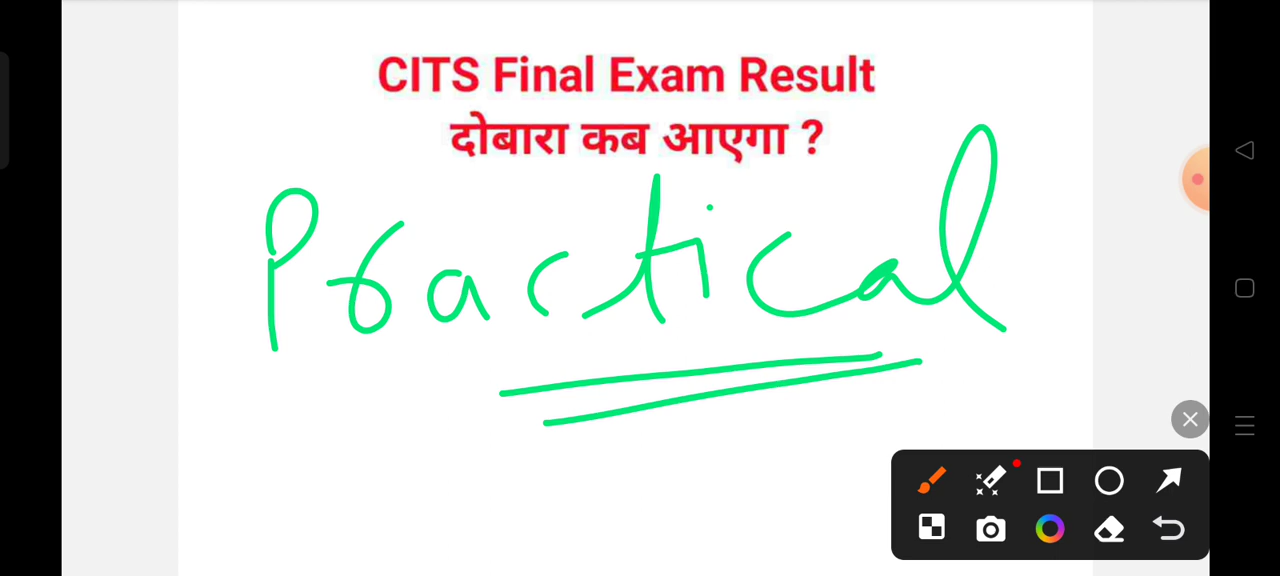 CITS Final Exam Result
दोबारा कब आएगा ?
Practical